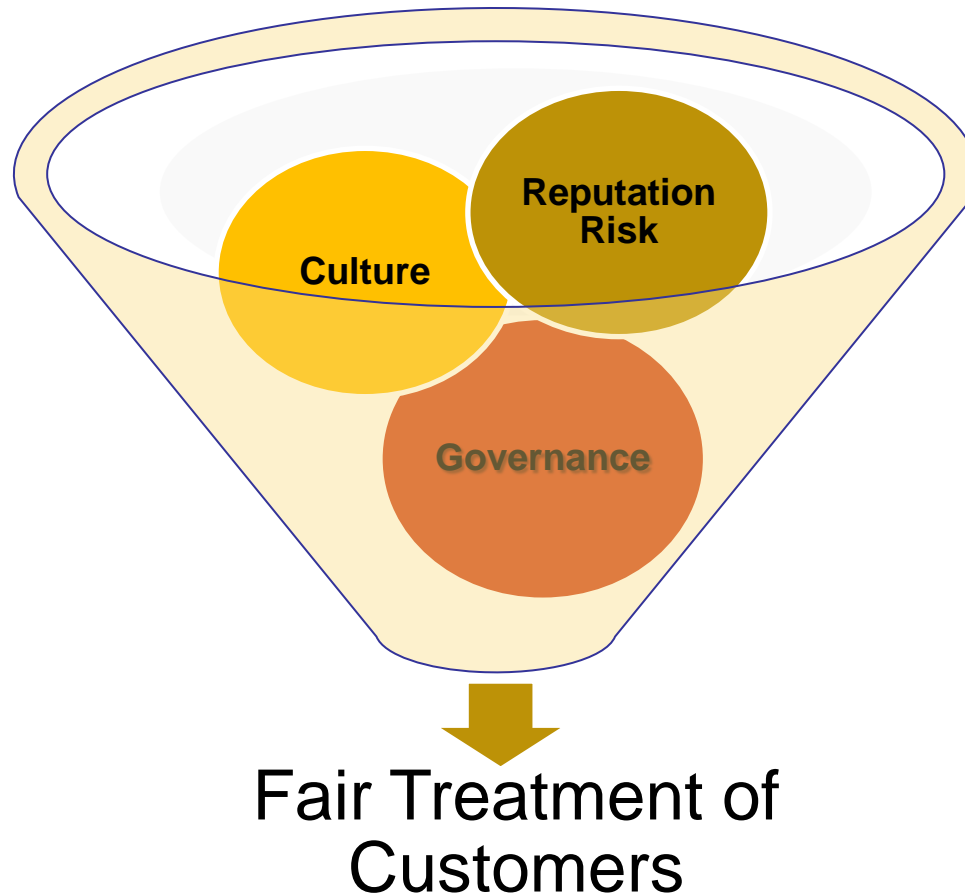 Reputation
Risk
Culture
Governance
Fair Treatment of
Customers